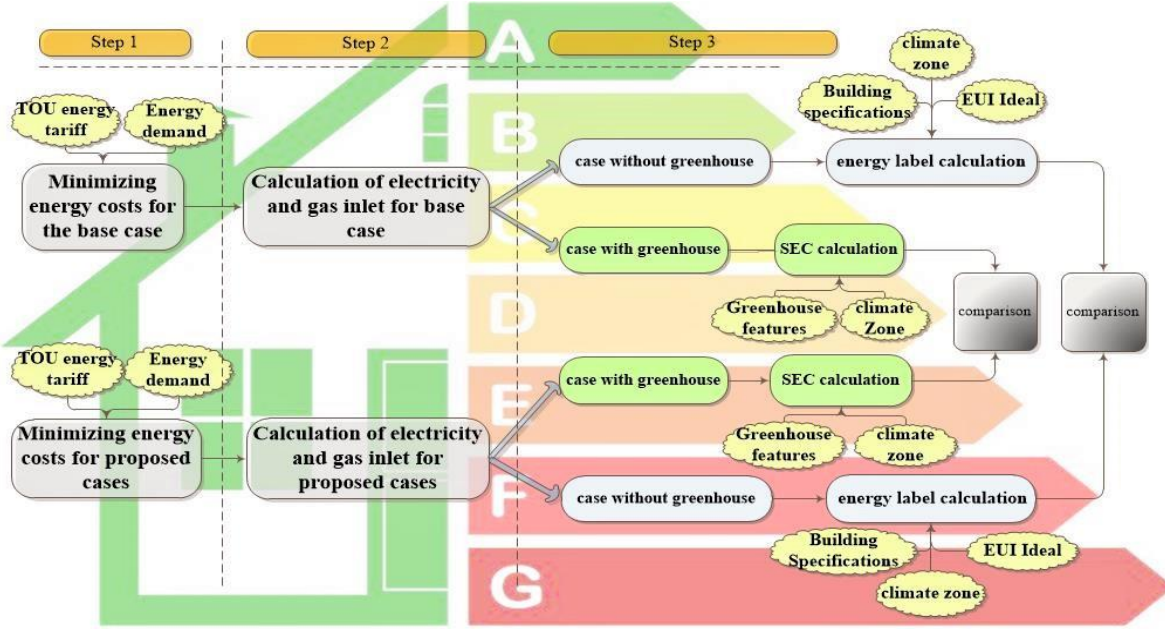 Step 1
Step 2
Step 3
A
B
C
D
E
F
G
TOU energy
tariff
Energy
demand
Minimizing
energy costs for
the base case
Calculation of electricity
and gas inlet for base
case
case without greenhouse
climate
zone
Building
specifications
EUI Ideal
energy label calculation
case with greenhouse
SEC calculation
Greenhouse
features
climate
Zone
comparison
comparison
TOU energy
tariff
Energy
demand
Minimizing energy
costs for proposed
cases
Calculation of electricity
and gas inlet for
proposed cases
case with greenhouse
SEC calculation
Greenhouse
features
climate
zone
case without greenhouse
energy label calculation
Building
Specifications
EUI Ideal
climate zone